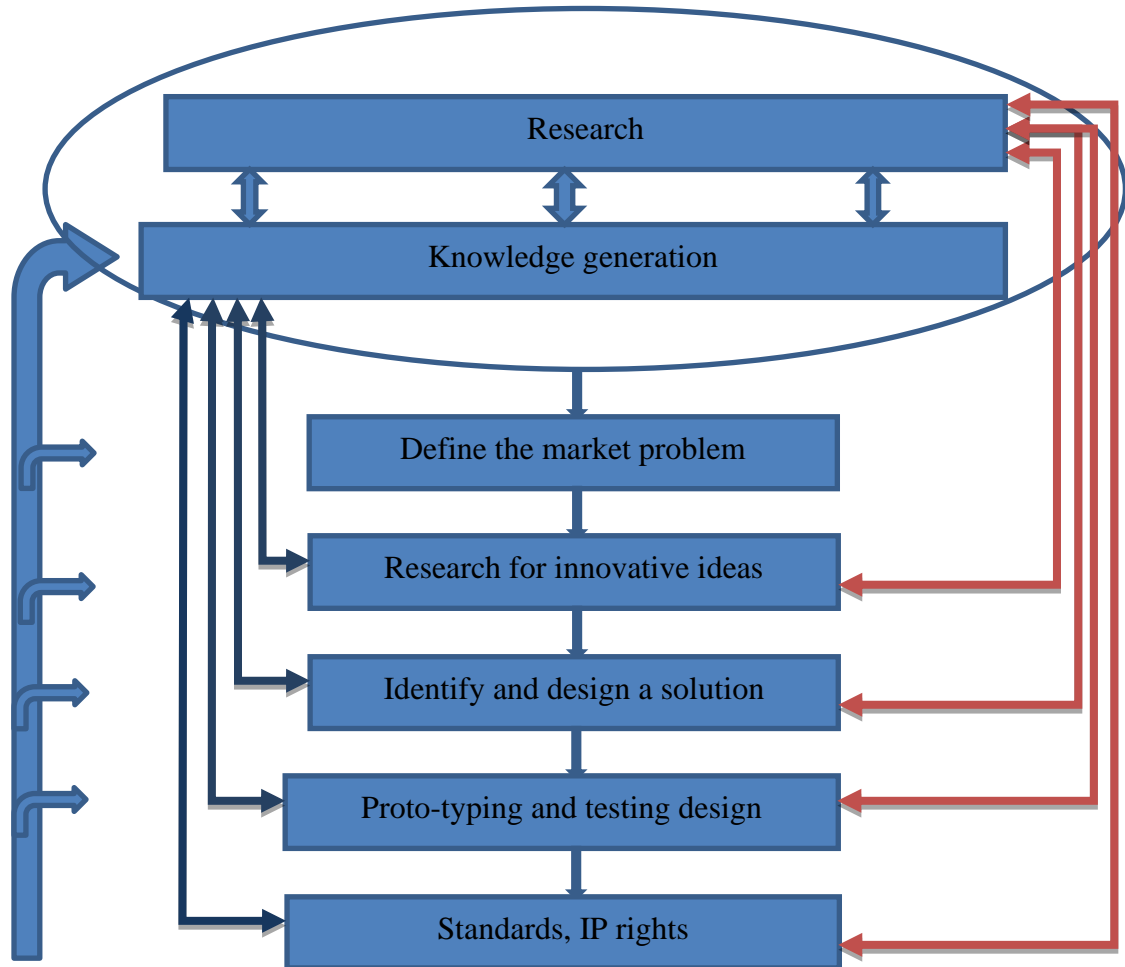 Research
Knowledge generation
Define the market problem
Research for innovative ideas
Identify and design a solution
Proto-typing and testing design
Standards, IP rights